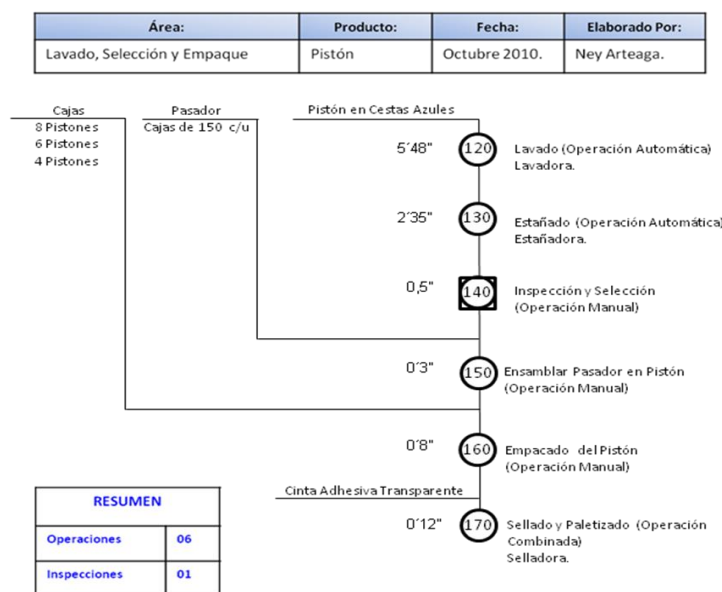 Área: Producto: Fecha: Elaborado Por:
Lavado, Selección y Empaque Pistón Octubre 2010. Ney Arteaga.
Cajas Pasador Pistón en Cestas Azules
8 Pistones Cajas de 150 c/u
6 Pistones
4 Pistones
5´48" 120 Lavado (Operación Automática)
Lavadora.
2´35" 130 Estañado (Operación Automática)
Estañadora.
0,5" 140 Inspección y Selección
(Operación Manual)
0´3" 150 Ensamblar Pasador en Pistón
(Operación Manual)
0´8" 160 Empacado del Pistón
(Operación Manual)
Cinta Adhesiva Transparente
0´12" 170 Sellado y Paletizado (Operación
Combinada)
Selladora.
RESUMEN
Operaciones 06
Inspecciones 01